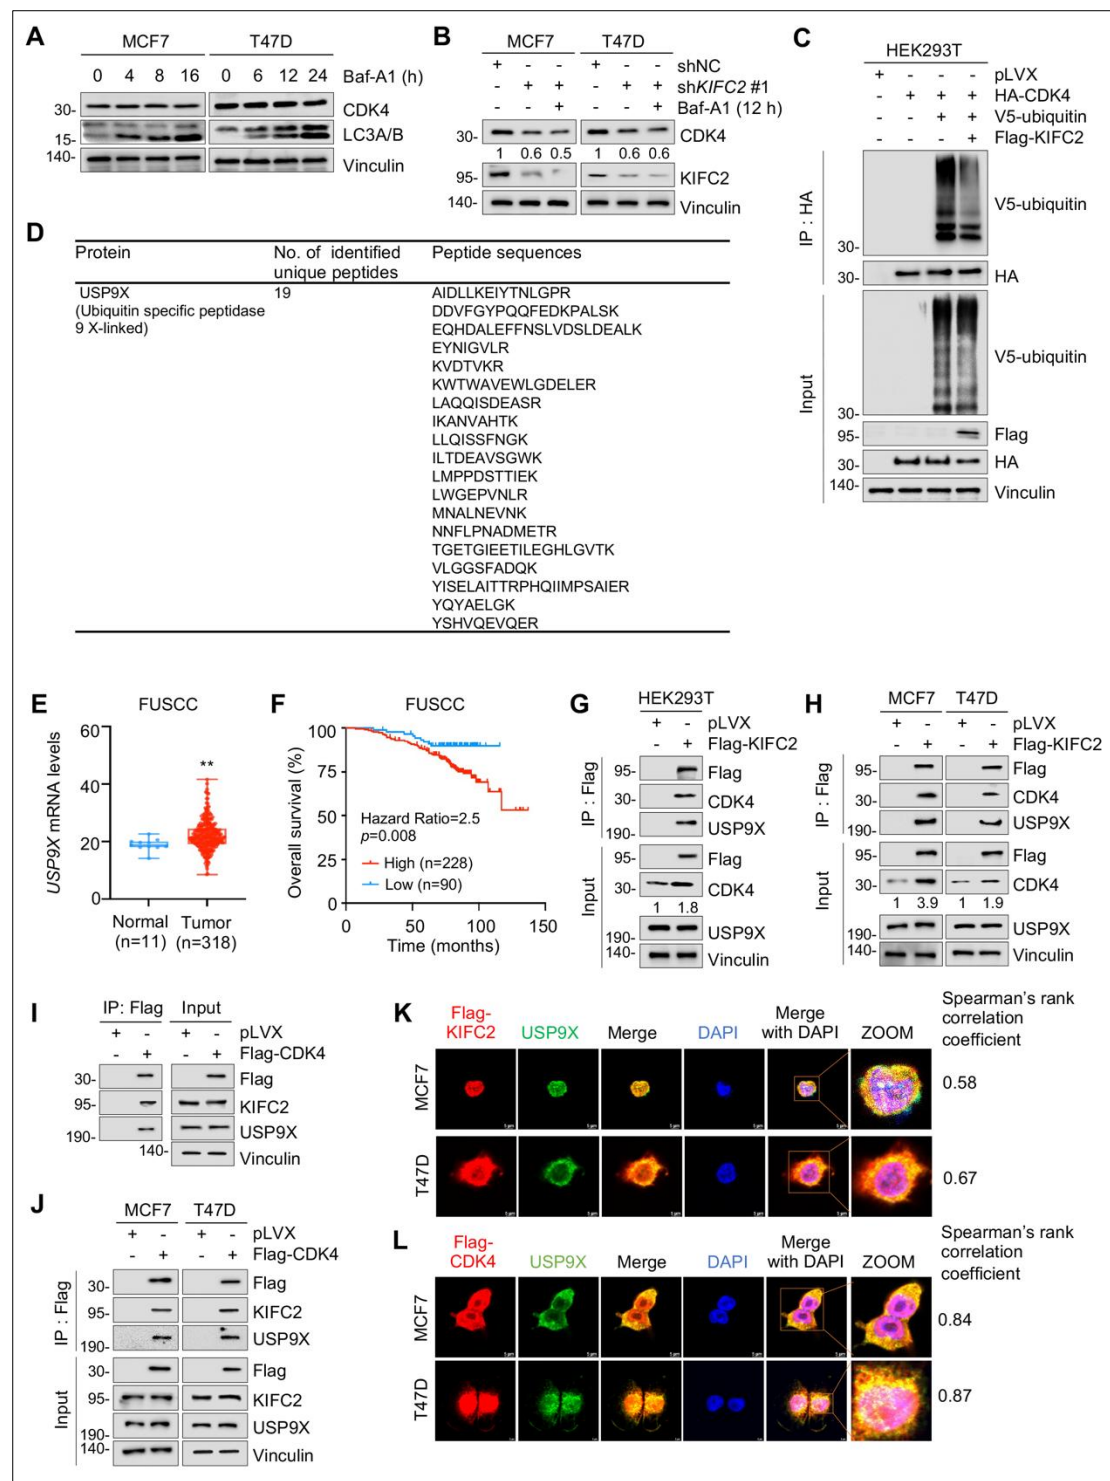 A
MCF7 T47D
0 4 8 16 0 6 12 24 Baf-A1 (h)
30- CDK4
15- LC3A/B
140- Vinculin
B
MCF7 T47D
+ - - + - - shNC
- + + - + + shKIFC2 #1
- - + - - + Baf-A1 (12 h)
30- CDK4
1 0.6 0.5 1 0.6 0.6
95- KIFC2
140- Vinculin
C
HEK293T
+ - - - pLVX
- + + + HA-CDK4
- - + + V5-ubiquitin
- - - + Flag-KIFC2
IP : HA
V5-ubiquitin
30-
30- HA
Input
V5-ubiquitin
30-
95- Flag
30- HA
140- Vinculin
D
Protein No. of identified unique peptides Peptide sequences
USP9X 19 AIDLLKEIYTNLGPR
(Ubiquitin specific peptidase DDVFGYPQQFEDKPALSK
9 X-linked) EQHDALEFFNSLVDSLDEALK
EYNIGVLR
KVDTVKR
KWTWAVEWLGDELER
LAQQISDEASR
IKANVAHTK
LLQISSFNGK
ILTDEAVSGWK
LMPPDSTTIEK
LWGEPVNLR
MNALNEVNK
NNFLPNADMETR
TGETGIEETILEGHLGVTK
VLGGSFADQK
YISELAITTRPHQIIMPSAIER
YQYAELGK
YSHVQEVQER
E
FUSCC
USP9X mRNA levels
60
40
20
0
**
Normal Tumor
(n=11) (n=318)
F
FUSCC
Overall survival (%)
100
75
50
25
0
Hazard Ratio=2.5
p=0.008
High (n=228)
Low (n=90)
0 50 100 150
Time (months)
G
HEK293T
+ - pLVX
- + Flag-KIFC2
IP : Flag
95- Flag
30- CDK4
190- USP9X
Input
95- Flag
30- CDK4
1 1.8
190- USP9X
140- Vinculin
H
MCF7 T47D
+ - + - pLVX
- + - + Flag-KIFC2
IP : Flag
95- Flag
30- CDK4
190- USP9X
Input
95- Flag
30- CDK4
1 3.9 1 1.9
190- USP9X
140- Vinculin
I
IP: Flag Input
+ - + - pLVX
- + - + Flag-CDK4
30- Flag
95- KIFC2
190- USP9X
140- Vinculin
J
MCF7 T47D
+ - + - pLVX
- + - + Flag-CDK4
IP : Flag
30- Flag
95- KIFC2
190- USP9X
Input
30- Flag
95- KIFC2
190- USP9X
140- Vinculin
K
Flag-KIFC2 USP9X Merge DAPI Merge with DAPI ZOOM
Spearman's rank
correlation
coefficient
MCF7
0.58
T47D
0.67
L
Flag-CDK4 USP9X Merge DAPI Merge with DAPI ZOOM
Spearman's rank
correlation
coefficient
MCF7
0.84
T47D
0.87